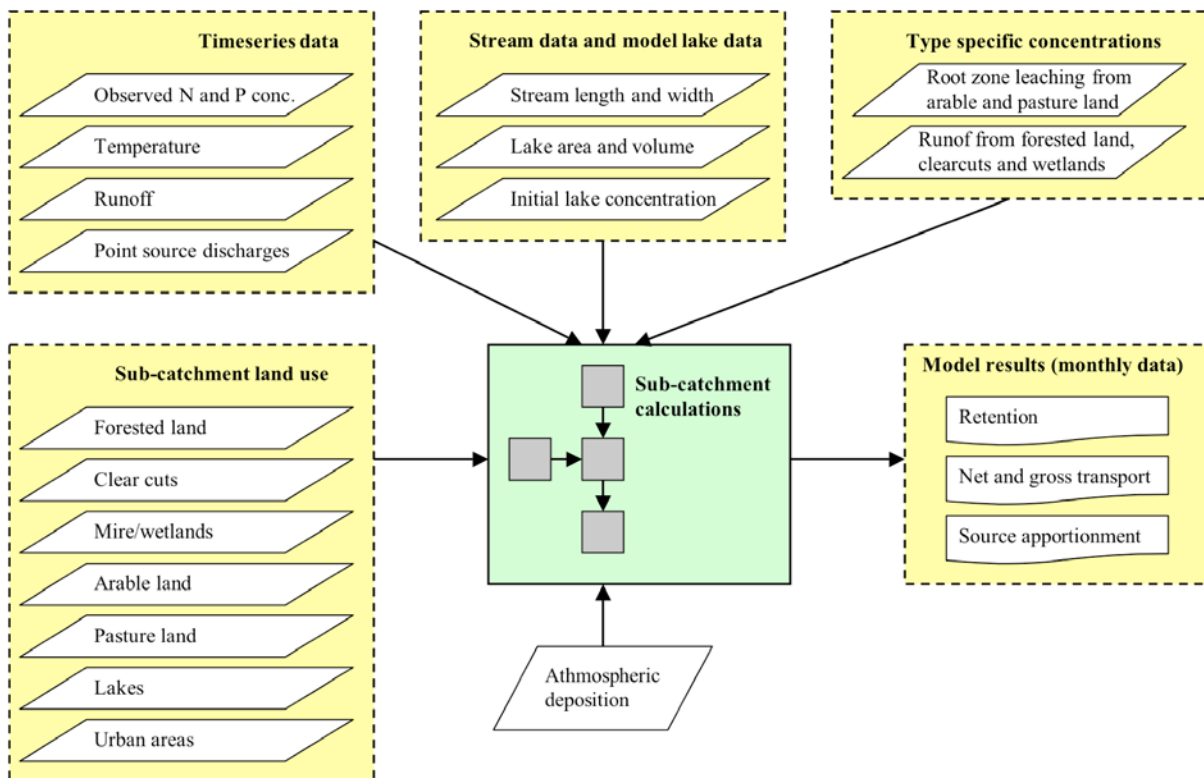 Timeseries data
Observed N and P conc.
Temperature
Runoff
Point source discharges
Stream data and model lake data
Stream length and width
Lake area and volume
Initial lake concentration
Type specific concentrations
Root zone leaching from
arable and pasture land
Runof from forested land,
clearcuts and wetlands
Sub-catchment land use
Forested land
Clear cuts
Mire/wetlands
Arable land
Pasture land
Lakes
Urban areas
Sub-catchment
calculations
Athmospheric
deposition
Model results (monthly data)
Retention
Net and gross transport
Source apportionment